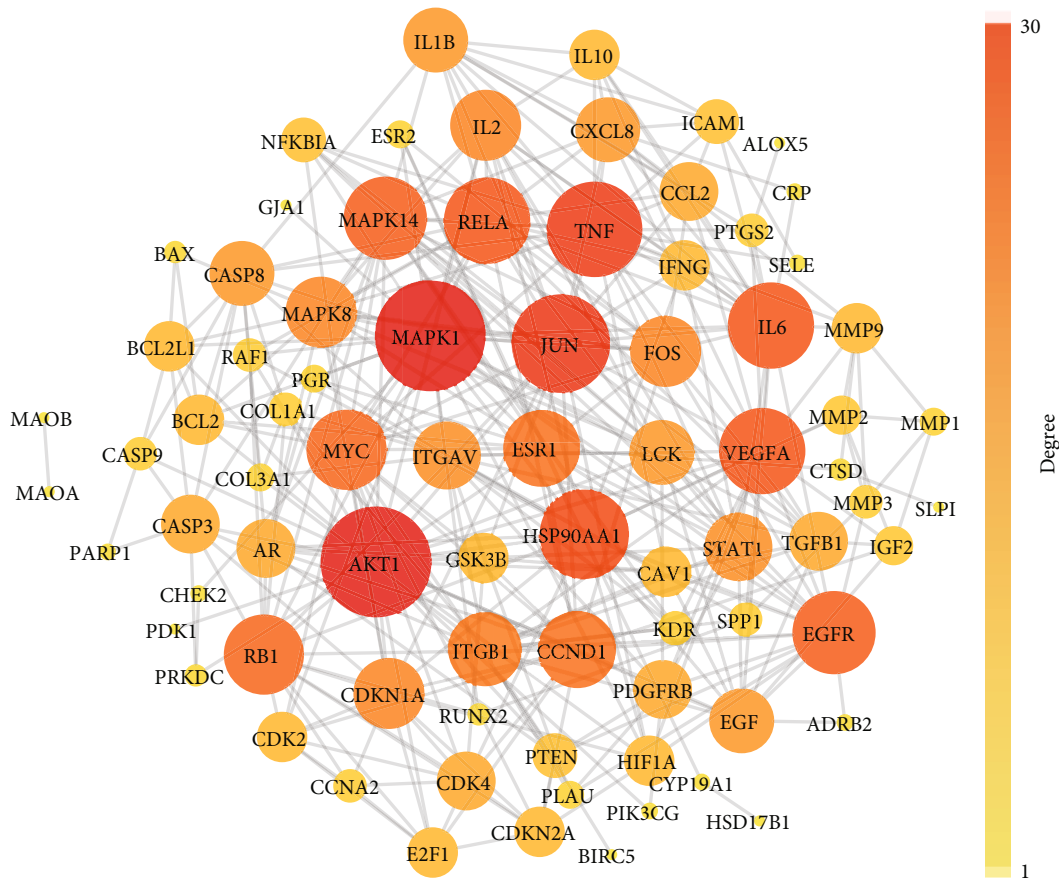 IL1B
IL10
30
IL2
CXCL8
ICAM1
NFKBIA
ESR2
ALOX5
CCL2
CRP
GJA1
MAPK14
RELA
TNF
PTGS2
BAX
CASP8
IFNG
SELE
MAPK8
MAPK1
JUN
FOS
IL6
MMP9
BCL2L1
RAF1
PGR
MAOB
BCL2
COL1A1
MMP2
MMP1
CASP9
MYC
ITGAV
ESR1
LCK
VEGFA
Degree
COL3A1
CTSD
MAOA
MMP3
SLPI
CASP3
HSP90AA1
PARP1
AR
AKT1
GSK3B
STAT1
TGFB1
IGF2
CAV1
CHEK2
PDK1
KDR
SPP1
EGFR
RB1
ITGB1
CCND1
PRKDC
CDKN1A
PDGFRB
RUNX2
EGF
ADRB2
CDK2
PTEN
HIF1A
CCNA2
CDK4
CYP19A1
PLAU
PIK3CG
HSD17B1
CDKN2A
E2F1
BIRC5
1